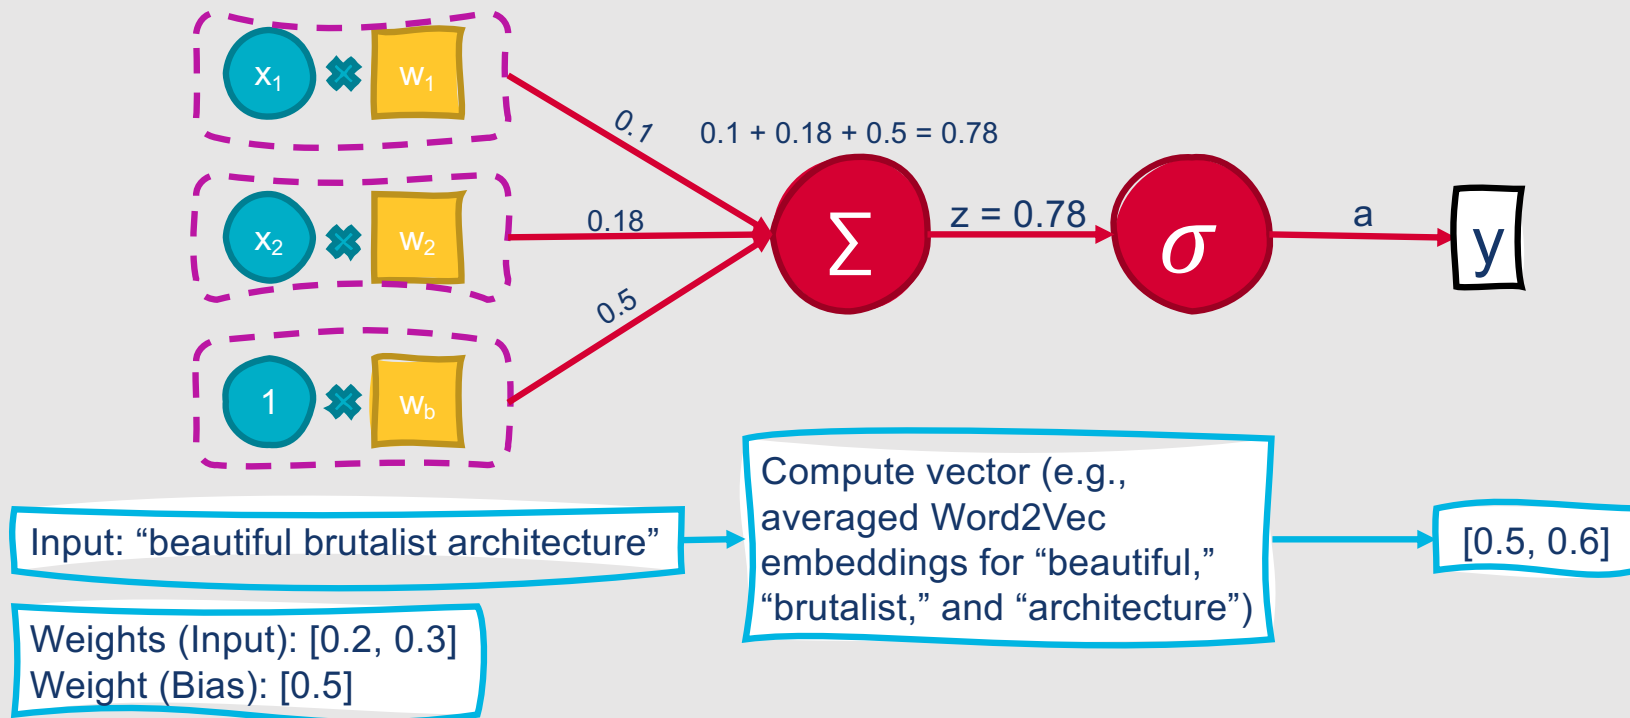 x₁ × w₁
0.1
0.1 + 0.18 + 0.5 = 0.78
x₂ × w₂
0.18
∑
z = 0.78
σ
a
y
0.5
1 × w_b
Input: “beautiful brutalist architecture”
Compute vector (e.g.,
averaged Word2Vec
embeddings for “beautiful,”
“brutalist,” and “architecture”)
[0.5, 0.6]
Weights (Input): [0.2, 0.3]
Weight (Bias): [0.5]